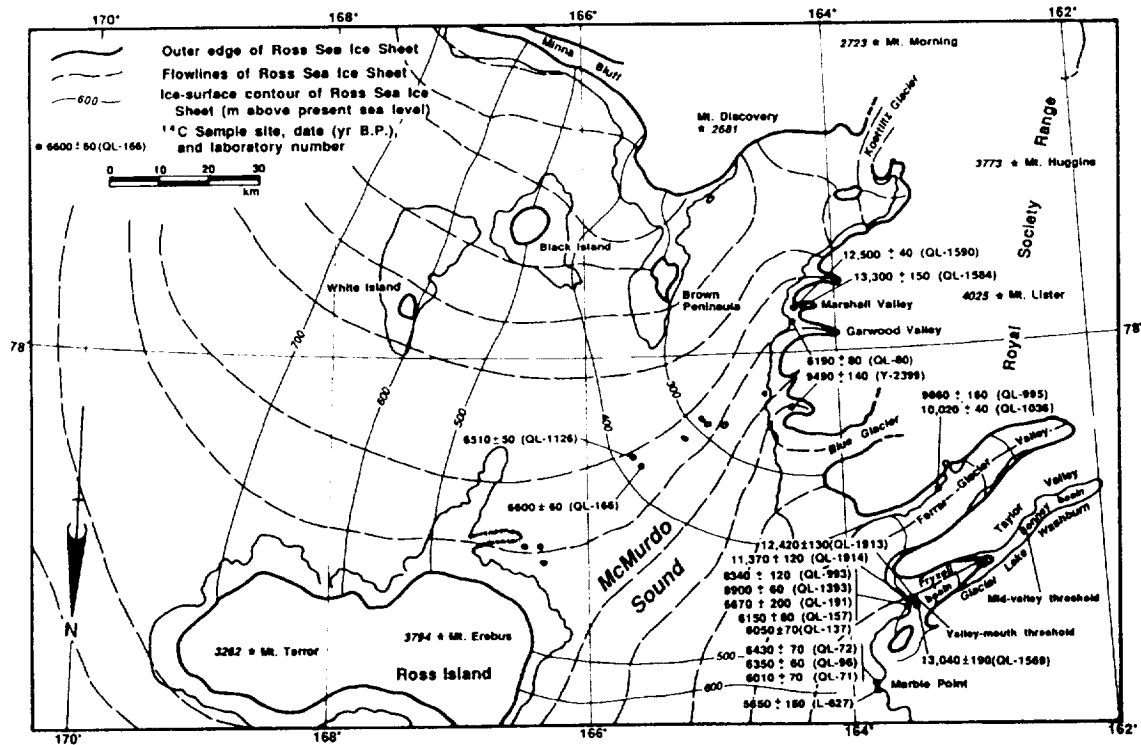 170° 168° 166° 164° 162°
Outer edge of Ross Sea Ice Sheet
Flowlines of Ross Sea Ice Sheet
600
Ice-surface contour of Ross Sea Ice
Sheet (m above present sea level)
¹⁴C Sample site, date (yr B.P.),
and laboratory number
6600 ± 60 (QL-166)
0 10 20 30
km
Minna
Bluff
2723 ★ Mt. Morning
Mt. Discovery
★ 2681
Koettlitz Glacier
3773 ★ Mt. Huggins
Royal Society Range
Black Island
White Island
Brown
Peninsula
12,500 ± 40 (QL-1590)
13,300 ± 150 (QL-1584)
4025 ★ Mt. Lister
Marshall Valley
Garwood Valley
78° 78°
6190 ± 80 (QL-80)
9490 ± 140 (Y-2399)
700
600
500
400
300
9860 ± 160 (QL-995)
10,020 ± 40 (QL-1036)
Blue Glacier
6510 ± 50 (QL-1126)
6600 ± 60 (QL-166)
Ferrar Glacier Valley
Taylor Valley
Bonney basin
Lake Washburn
Fryxell
basin
Glacier
McMurdo
Sound
12,420 ± 130 (QL-1913)
11,370 ± 120 (QL-1914)
8340 ± 120 (QL-993)
8900 ± 60 (QL-1393)
6670 ± 200 (QL-191)
6150 ± 80 (QL-157)
6050 ± 70 (QL-137)
6430 ± 70 (QL-72)
6350 ± 60 (QL-96)
6010 ± 70 (QL-71)
5650 ± 150 (L-627)
Mid-valley threshold
Valley-mouth threshold
13,040 ± 190 (QL-1569)
Marble Point
N
3794 ★ Mt. Erebus
3262 ★ Mt. Terror
Ross Island
500
600
170° 168° 166° 164° 162°